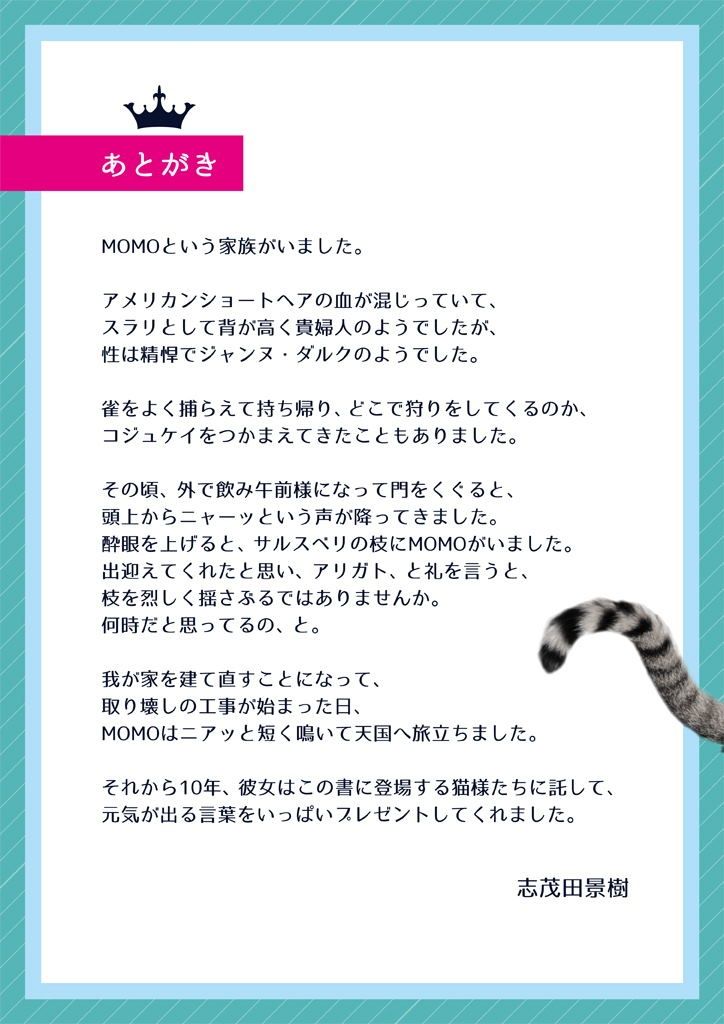 あとがき
MOMOという家族がいました。
アメリカンショートヘアの血が混じっていて、
スラリとして背が高く貴婦人のようでしたが、
性は精悍でジャンヌ・ダルクのようでした。
雀をよく捕らえて持ち帰り、どこで狩りをしてくるのか、
コジュケイをつかまえてきたこともありました。
その頃、外で飲み午前様になって門をくぐると、
頭上からニャーッという声が降ってきました。
酔眼を上げると、サルスベリの枝にMOMOがいました。
出迎えてくれたと思い、アリガト、と礼を言うと、
枝を烈しく揺さぶるではありませんか。
何時だと思ってるの、と。
我が家を建て直すことになって、
取り壊しの工事が始まった日、
MOMOはニアッと短く鳴いて天国へ旅立ちました。
それから10年、彼女はこの書に登場する猫様たちに託して、
元気が出る言葉をいっぱいプレゼントしてくれました。
志茂田景樹